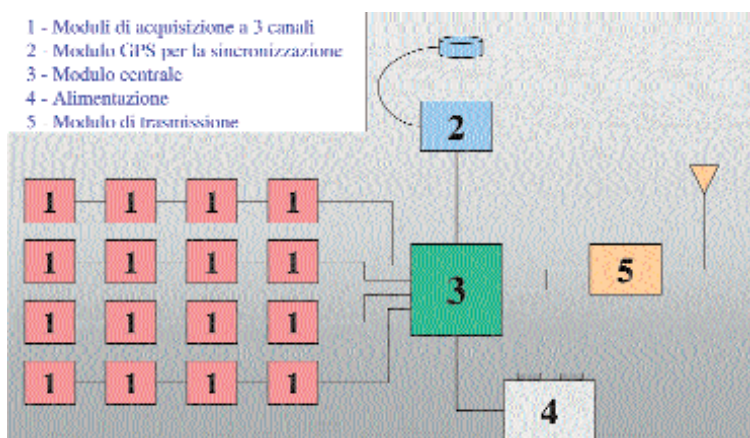 1 - Moduli di acquisizione a 3 canali
2 - Modulo GPS per la sincronizzazione
3 - Modulo centrale
4 - Alimentazione
5 - Modulo di trasmissione
2
1 1 1 1
1 1 1 1
3
5
1 1 1 1
1 1 1 1
4